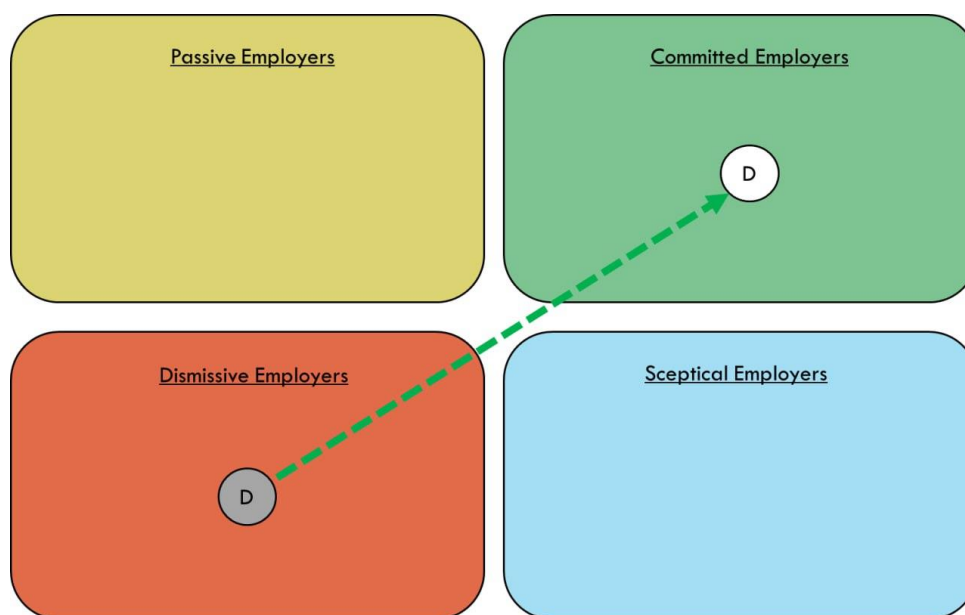 Passive Employers
Committed Employers
D
Dismissive Employers
Sceptical Employers
D